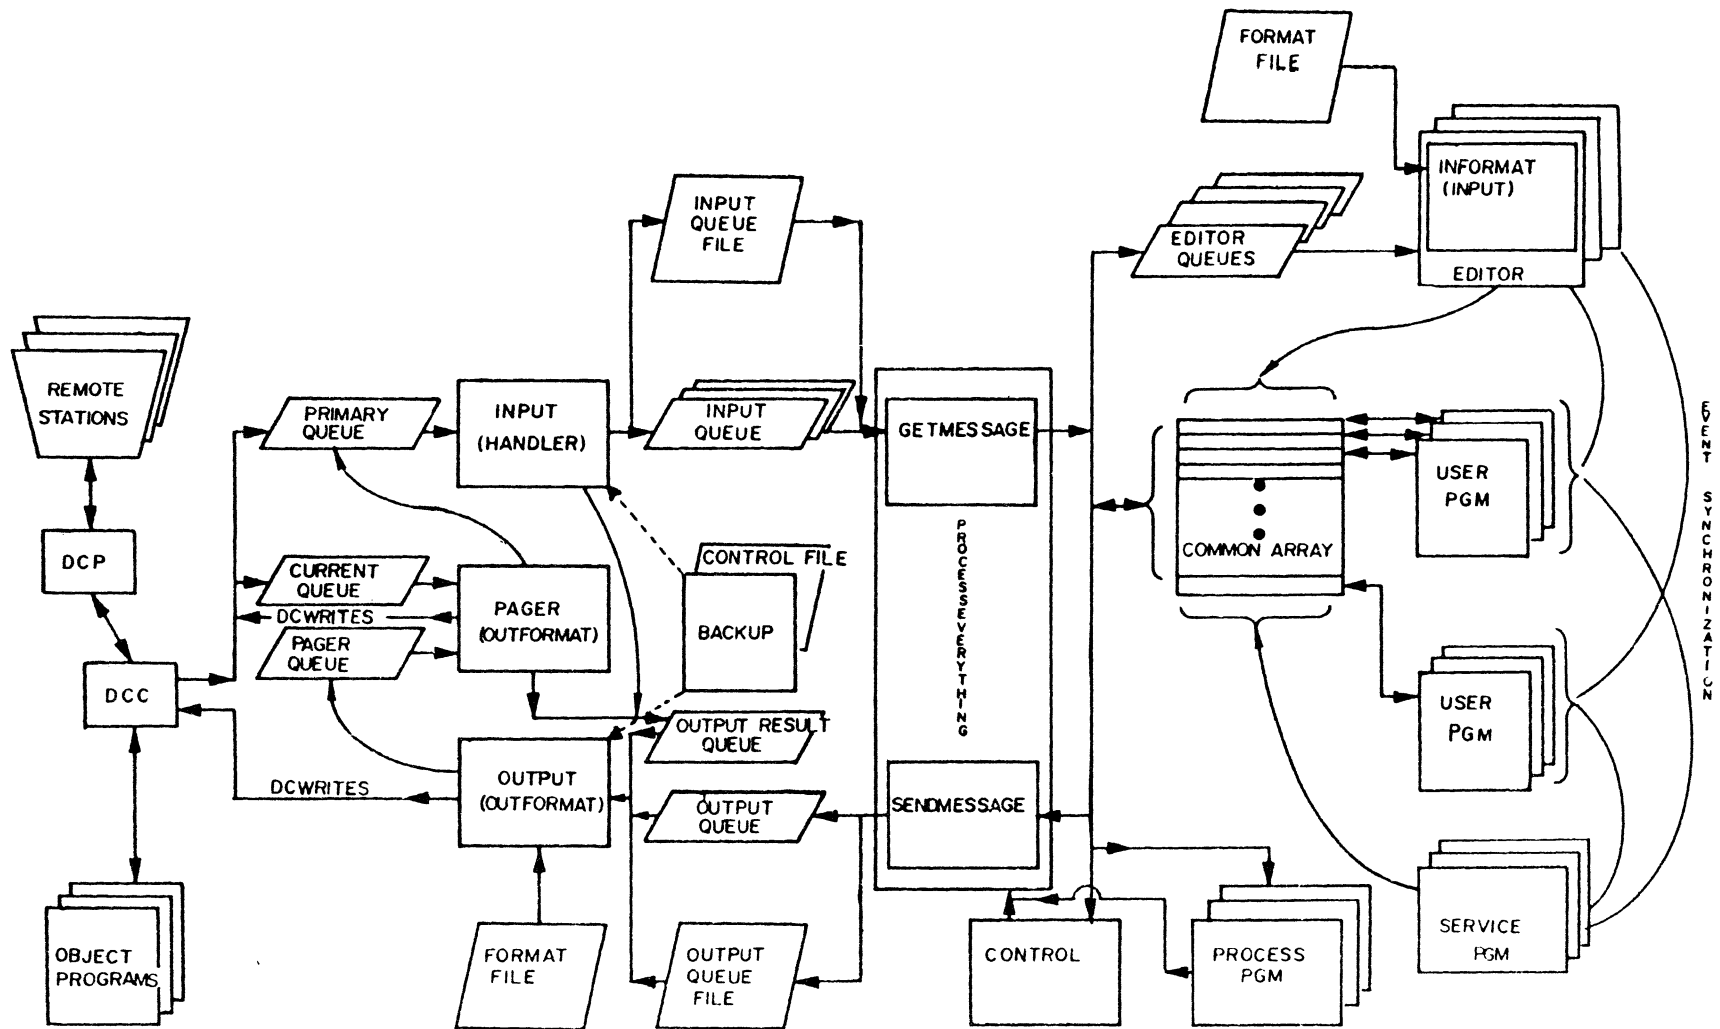 FORMAT
FILE
INFORMAT
(INPUT)
EDITOR
INPUT
QUEUE
FILE
EDITOR
QUEUES
REMOTE
STATIONS
PRIMARY
QUEUE
INPUT
(HANDLER)
INPUT
QUEUE
GETMESSAGE
USER
PGM
COMMON ARRAY
EVENT SYNCHRONIZATION
PROCESSEVERYTHING
DCP
CURRENT
QUEUE
DCWRITES
PAGER
QUEUE
PAGER
(OUTFORMAT)
CONTROL FILE
BACKUP
DCC
OUTPUT RESULT
QUEUE
USER
PGM
DCWRITES
OUTPUT
(OUTFORMAT)
OUTPUT
QUEUE
SENDMESSAGE
OBJECT
PROGRAMS
FORMAT
FILE
OUTPUT
QUEUE
FILE
CONTROL
PROCESS
PGM
SERVICE
PGM